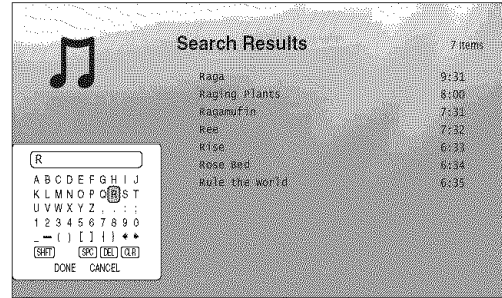 Search Results
7 Items
Raga 9:31
Raging Plants 8:00
Ragamufin 7:31
Ree 7:32
Rise 6:33
Rose Bed 6:34
Rule the world 6:35
R
A B C D E F G H I J
K L M N O P Q R S T
U V W X Y Z , . : ;
1 2 3 4 5 6 7 8 9 0
_ — ( ) [ ] { }
SHFT SPC DEL CLR
DONE CANCEL